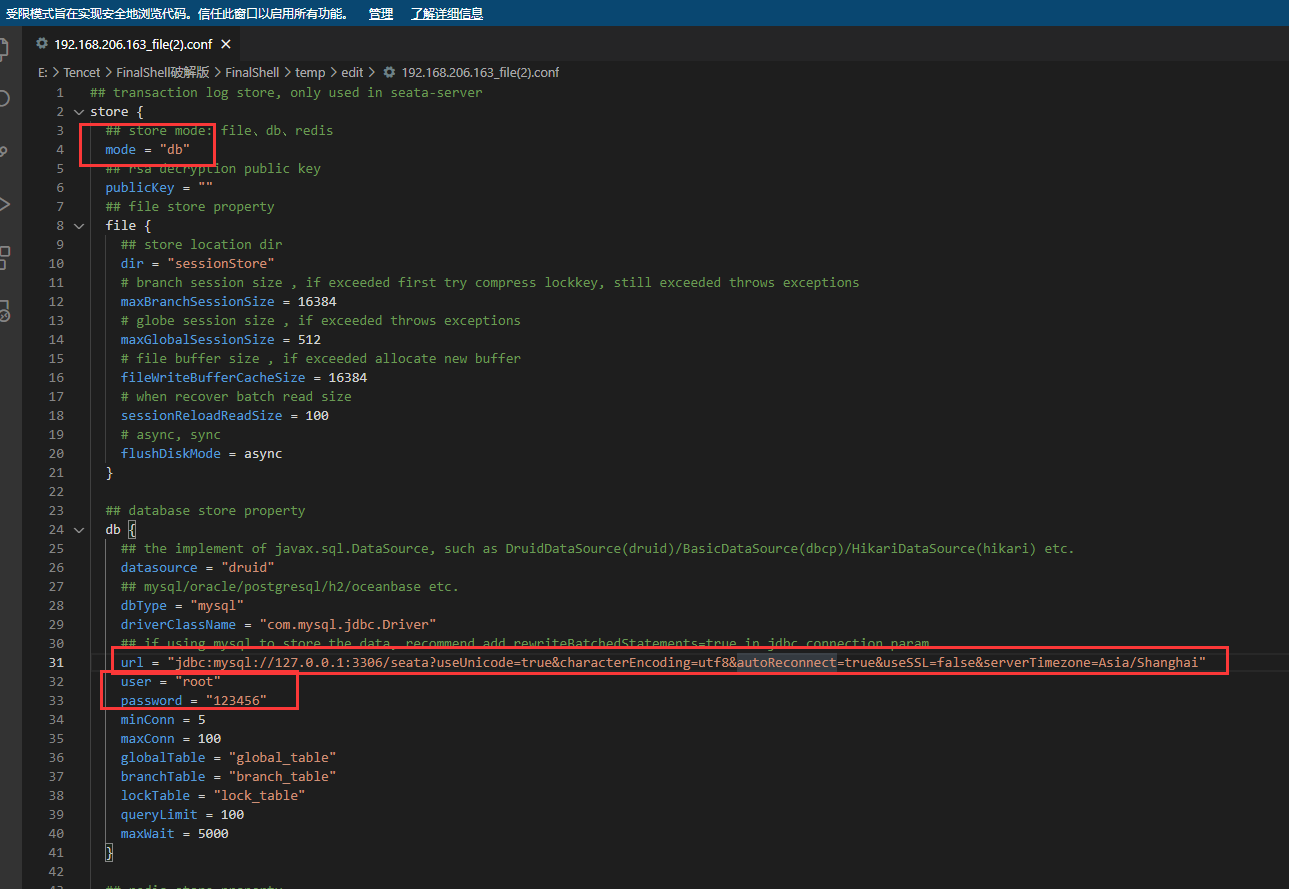 受限模式旨在实现安全地浏览代码。信任此窗口以启用所有功能。 管理 了解详细信息
192.168.206.163_file(2).conf
E: > Tencet > FinalShell破解版 > FinalShell > temp > edit > 192.168.206.163_file(2).conf
1 ## transaction log store, only used in seata-server
2 store {
3 ## store mode: file、db、redis
4 mode = "db"
5 ## rsa decryption public key
6 publicKey = ""
7 ## file store property
8 file {
9 ## store location dir
10 dir = "sessionStore"
11 # branch session size , if exceeded first try compress lockkey, still exceeded throws exceptions
12 maxBranchSessionSize = 16384
13 # globe session size , if exceeded throws exceptions
14 maxGlobalSessionSize = 512
15 # file buffer size , if exceeded allocate new buffer
16 fileWriteBufferCacheSize = 16384
17 # when recover batch read size
18 sessionReloadReadSize = 100
19 # async, sync
20 flushDiskMode = async
21 }
22
23 ## database store property
24 db {
25 ## the implement of javax.sql.DataSource, such as DruidDataSource(druid)/BasicDataSource(dbcp)/HikariDataSource(hikari) etc.
26 datasource = "druid"
27 ## mysql/oracle/postgresql/h2/oceanbase etc.
28 dbType = "mysql"
29 driverClassName = "com.mysql.jdbc.Driver"
30 ## if using mysql to store the data, recommend add rewriteBatchedStatements=true in jdbc connection param
31 url = "jdbc:mysql://127.0.0.1:3306/seata?useUnicode=true&characterEncoding=utf8&autoReconnect=true&useSSL=false&serverTimezone=Asia/Shanghai"
32 user = "root"
33 password = "123456"
34 minConn = 5
35 maxConn = 100
36 globalTable = "global_table"
37 branchTable = "branch_table"
38 lockTable = "lock_table"
39 queryLimit = 100
40 maxWait = 5000
41 }
42